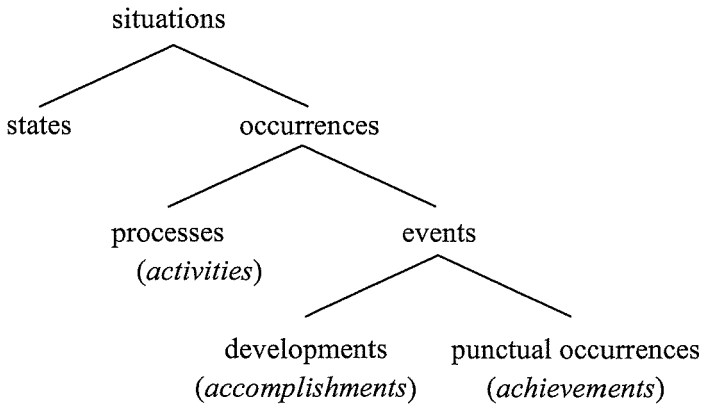 situations
states occurrences
processes events
(activities)
developments punctual occurrences
(accomplishments) (achievements)